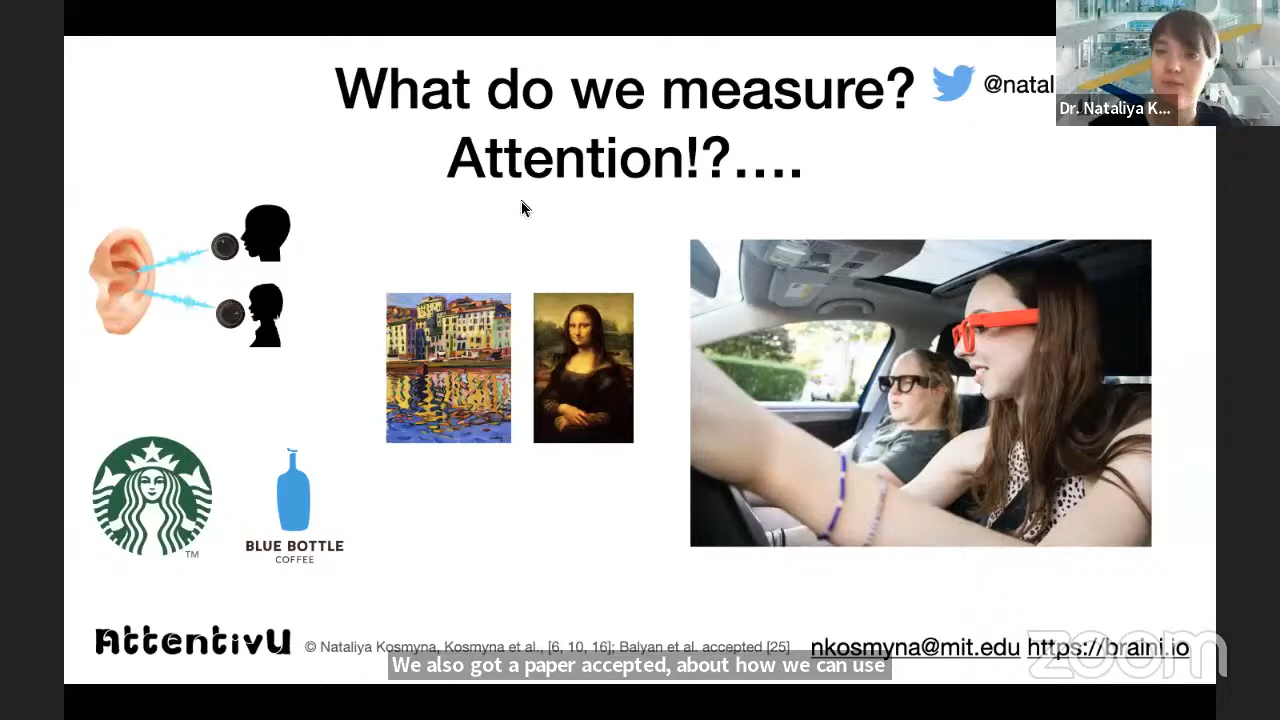 What do we measure?
@natal
Attention!?....
Dr. Nataliya K...
TM
BLUE BOTTLE
COFFEE
AttentivU
© Nataliya Kosmyna, Kosmyna et al., [6, 10, 16]; Balyan et al. accepted [25]
nkosmyna@mit.edu https://braini.io
zoom
We also got a paper accepted, about how we can use